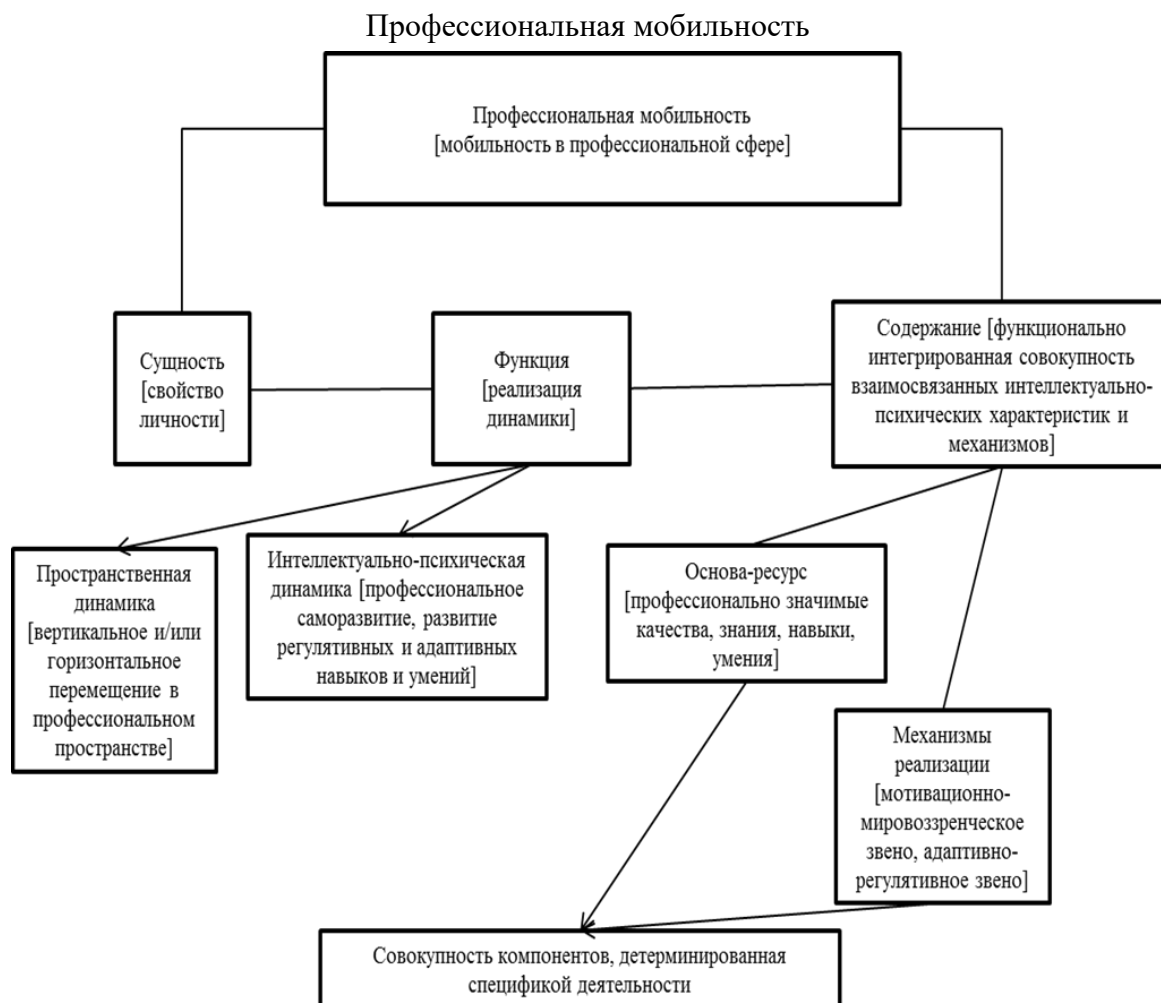 Профессиональная мобильность
Профессиональная мобильность
[мобильность в профессиональной сфере]
Сущность
[свойство
личности]
Функция
[реализация
динамики]
Содержание [функционально
интегрированная совокупность
взаимосвязанных интеллектуально-
психических характеристик и
механизмов]
Пространственная
динамика
[вертикальное и/или
горизонтальное
перемещение в
профессиональном
пространстве]
Интеллектуально-психическая
динамика [профессиональное
саморазвитие, развитие
регулятивных и адаптивных
навыков и умений]
Основа-ресурс
[профессионально значимые
качества, знания, навыки,
умения]
Механизмы
реализации
[мотивационно-
мировоззренческое
звено, адаптивно-
регулятивное звено]
Совокупность компонентов, детерминированная
спецификой деятельности